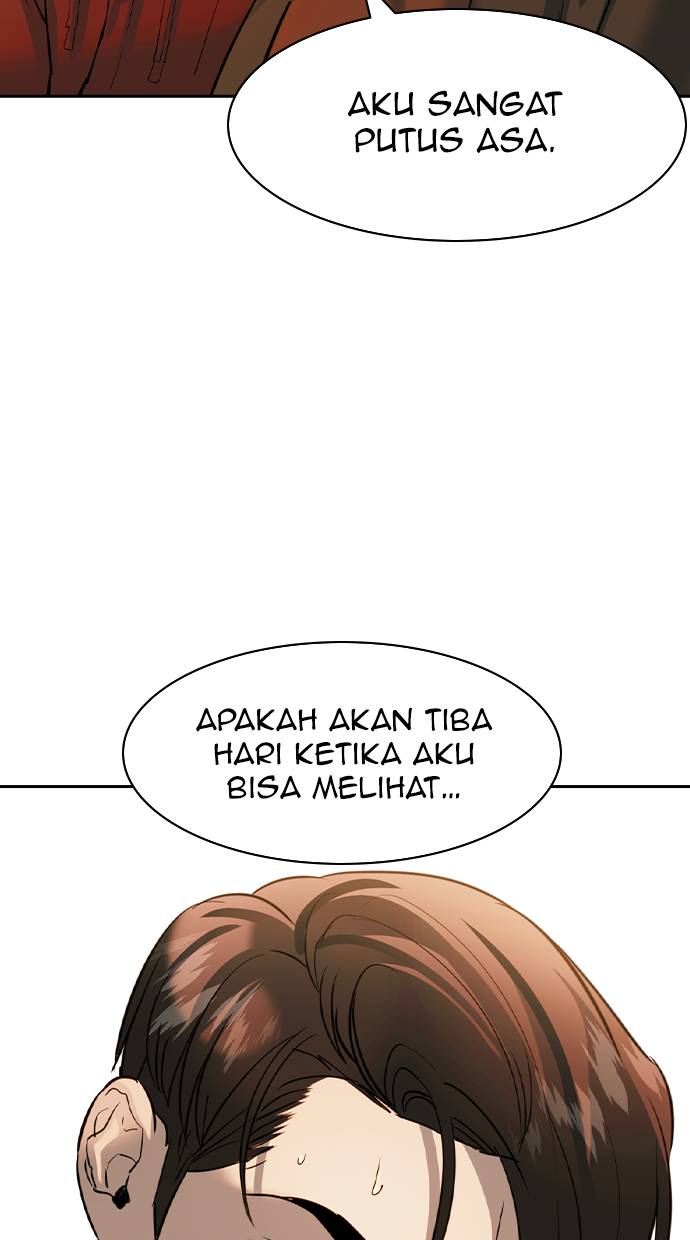 AKU SANGAT
PUTUS ASA.
APAKAH AKAN TIBA
HARI KETIKA AKU
BISA MELIHAT...